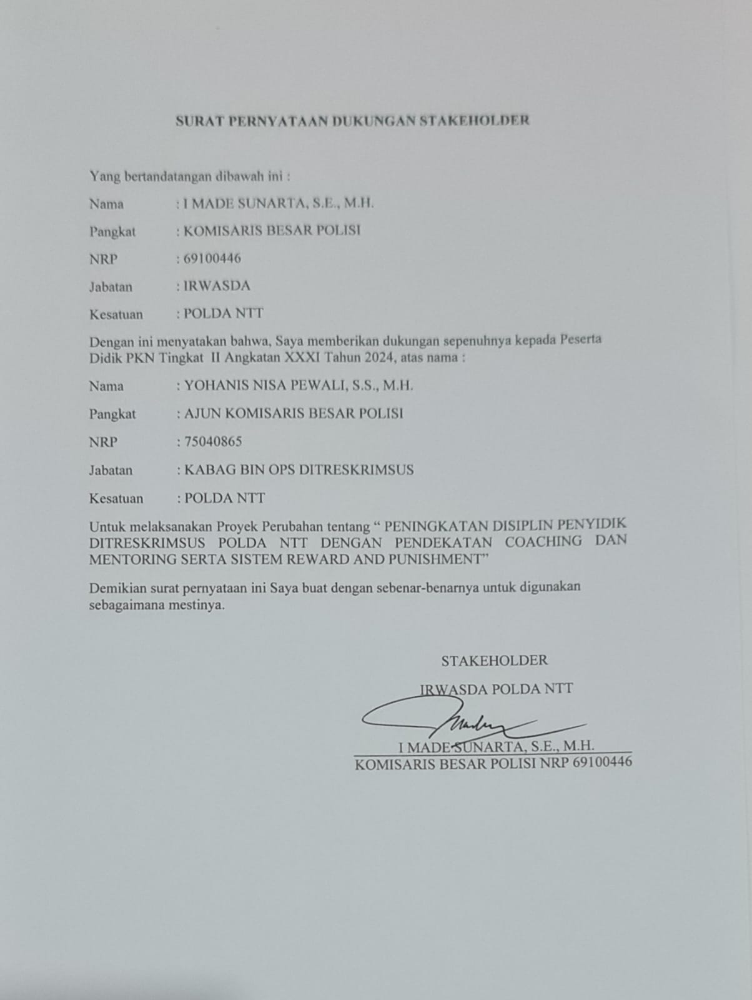 SURAT PERNYATAAN DUKUNGAN STAKEHOLDER
Yang bertandatangan dibawah ini :
Nama : I MADE SUNARTA, S.E., M.H.
Pangkat : KOMISARIS BESAR POLISI
NRP : 69100446
Jabatan : IRWASDA
Kesatuan : POLDA NTT
Dengan ini menyatakan bahwa, Saya memberikan dukungan sepenuhnya kepada Peserta
Didik PKN Tingkat II Angkatan XXXI Tahun 2024, atas nama :
Nama : YOHANIS NISA PEWALI, S.S., M.H.
Pangkat : AJUN KOMISARIS BESAR POLISI
NRP : 75040865
Jabatan : KABAG BIN OPS DITRESKRIMSUS
Kesatuan : POLDA NTT
Untuk melaksanakan Proyek Perubahan tentang “ PENINGKATAN DISIPLIN PENYIDIK
DITRESKRIMSUS POLDA NTT DENGAN PENDEKATAN COACHING DAN
MENTORING SERTA SISTEM REWARD AND PUNISHMENT”
Demikian surat pernyataan ini Saya buat dengan sebenar-benarnya untuk digunakan
sebagaimana mestinya.
STAKEHOLDER
IRWASDA POLDA NTT
I MADE SUNARTA, S.E., M.H.
KOMISARIS BESAR POLISI NRP 69100446